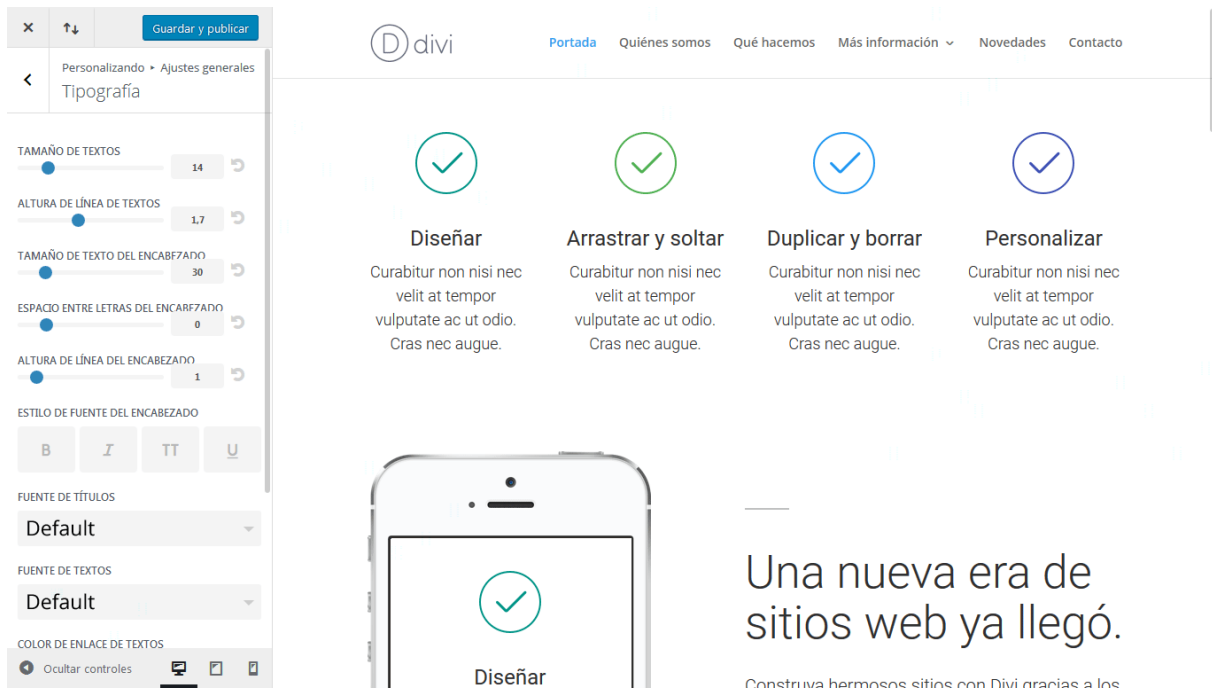 Guardar y publicar
Personalizando ▸ Ajustes generales
Tipografía
TAMAÑO DE TEXTOS
14
ALTURA DE LÍNEA DE TEXTOS
1,7
TAMAÑO DE TEXTO DEL ENCABEZADO
30
ESPACIO ENTRE LETRAS DEL ENCABEZADO
0
ALTURA DE LÍNEA DEL ENCABEZADO
1
ESTILO DE FUENTE DEL ENCABEZADO
B I TT U
FUENTE DE TÍTULOS
Default
FUENTE DE TEXTOS
Default
COLOR DE ENLACE DE TEXTOS
Ocultar controles
D divi
Portada Quiénes somos Qué hacemos Más información Novedades Contacto
Diseñar
Curabitur non nisi nec
velit at tempor
vulputate ac ut odio.
Cras nec augue.
Arrastrar y soltar
Curabitur non nisi nec
velit at tempor
vulputate ac ut odio.
Cras nec augue.
Duplicar y borrar
Curabitur non nisi nec
velit at tempor
vulputate ac ut odio.
Cras nec augue.
Personalizar
Curabitur non nisi nec
velit at tempor
vulputate ac ut odio.
Cras nec augue.
Diseñar
Una nueva era de
sitios web ya llegó.
Construya hermosos sitios con Divi gracias a los